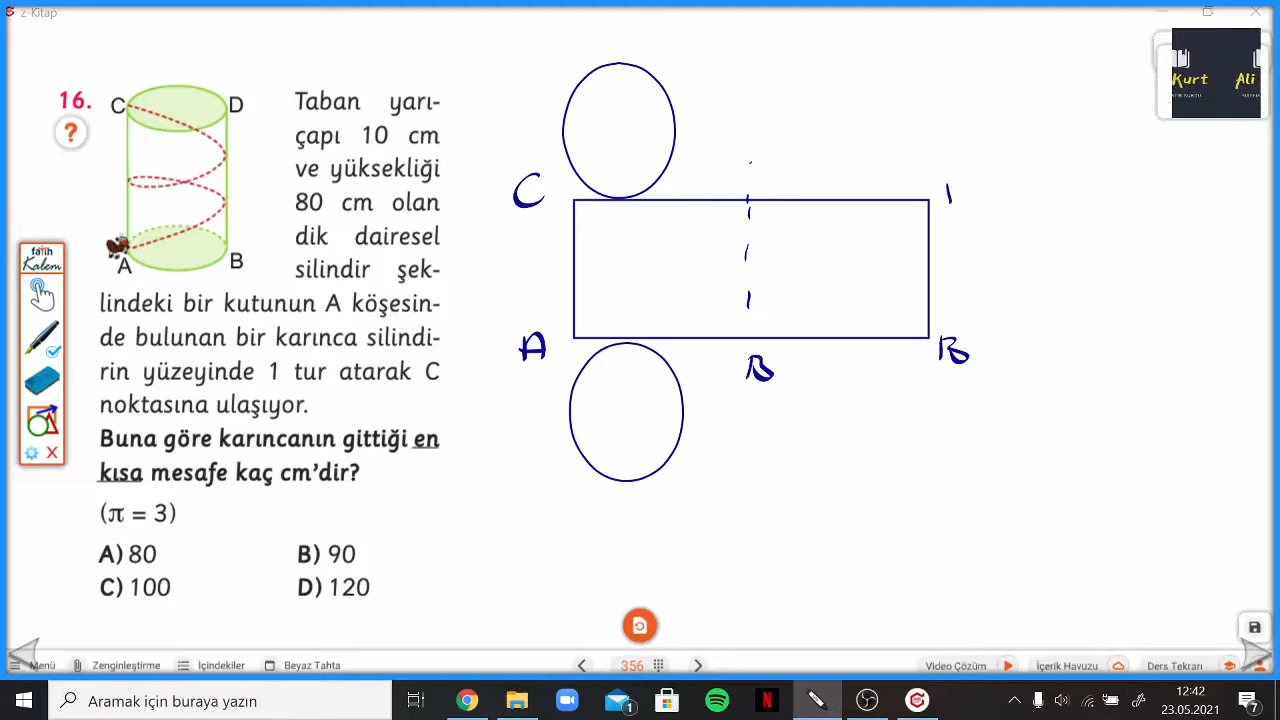 z-Kitap
16.
C
D
A
B
Taban yarı-
çapı 10 cm
ve yüksekliği
80 cm olan
dik dairesel
silindir şek-
lindeki bir kutunun A köşesin-
de bulunan bir karınca silindi-
rin yüzeyinde 1 tur atarak C
noktasına ulaşıyor.
Buna göre karıncanın gittiği en
kısa mesafe kaç cm'dir?
(π = 3)
A) 80
B) 90
C) 100
D) 120
C
A
B
B
Kurt
Ali
fatih
Kalem
?
Menü
Zenginleştirme
İçindekiler
Beyaz Tahta
356
Video Çözüm
İçerik Havuzu
Ders Tekrarı
Aramak için buraya yazın
1
N
12:42
23.05.2021
7